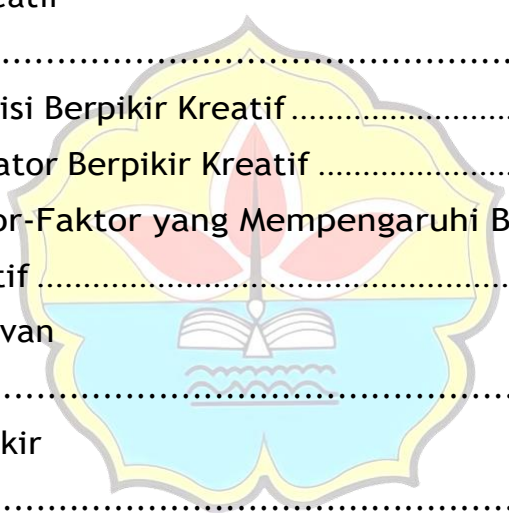 eatif
....................................................
isi Berpikir Kreatif ............................
ator Berpikir Kreatif .........................
or-Faktor yang Mempengaruhi B
tif ..................................................
van
....................................................
kir
....................................................